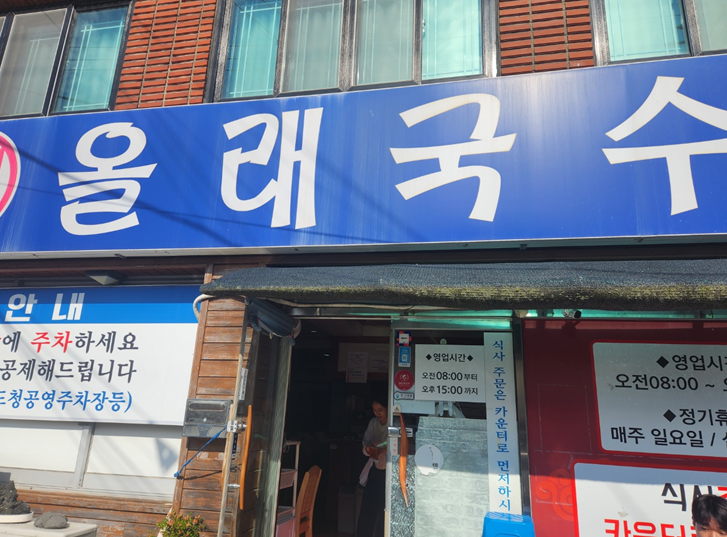 올래국수
안내
에 주차하세요
공제해드립니다
도청공영주차장등)
◆영업시간◆
오전08:00부터
오후15:00까지
식사 주문은 카운터로 먼저하시
◆영업시
오전08:00 ~
◆정기휴
매주 일요일 /
식사
카운터